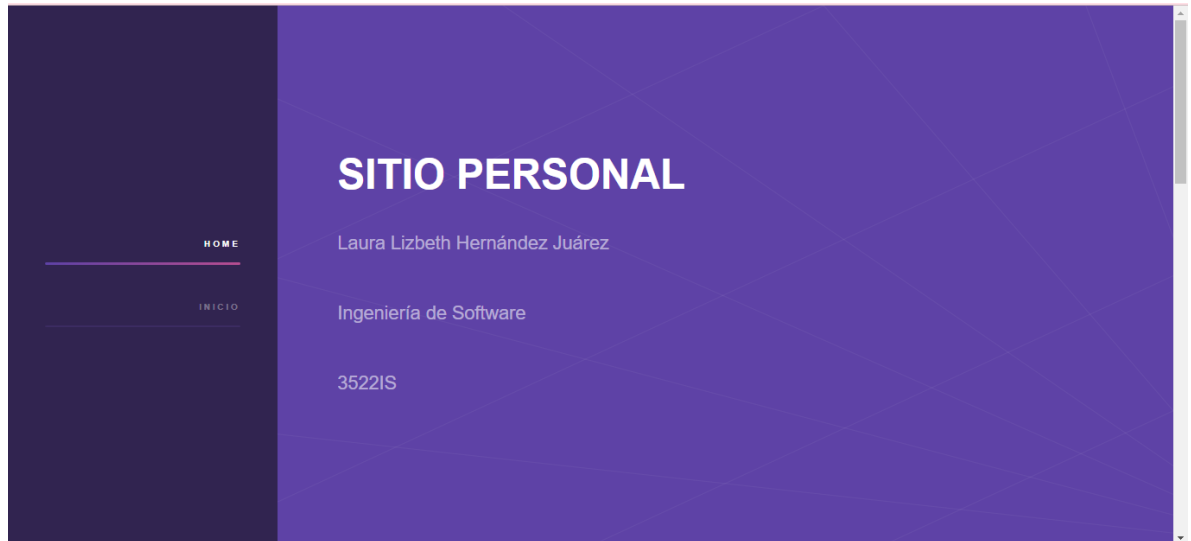 HOME
INICIO
SITIO PERSONAL
Laura Lizbeth Hernández Juárez
Ingeniería de Software
3522IS